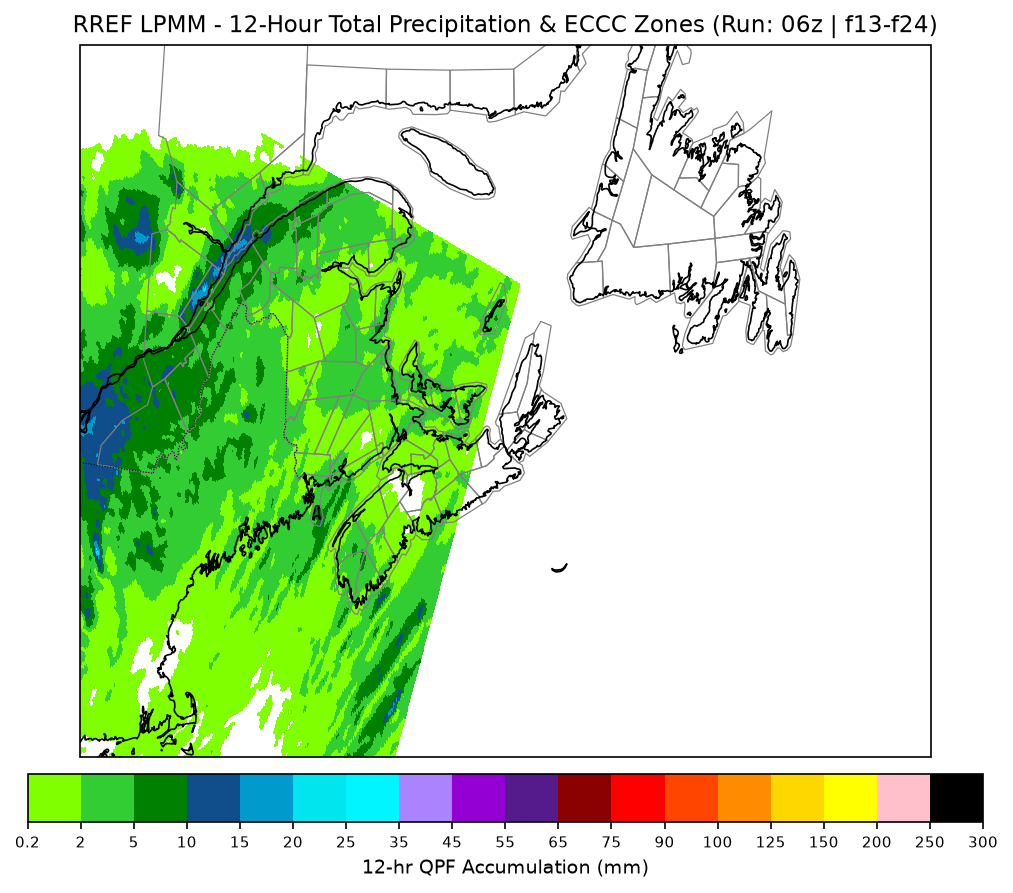 RREF LPMM - 12-Hour Total Precipitation & ECCC Zones (Run: 06z | f13-f24)
0.2 2 5 10 15 20 25 35 45 55 65 75 90 100 125 150 200 250 300
12-hr QPF Accumulation (mm)